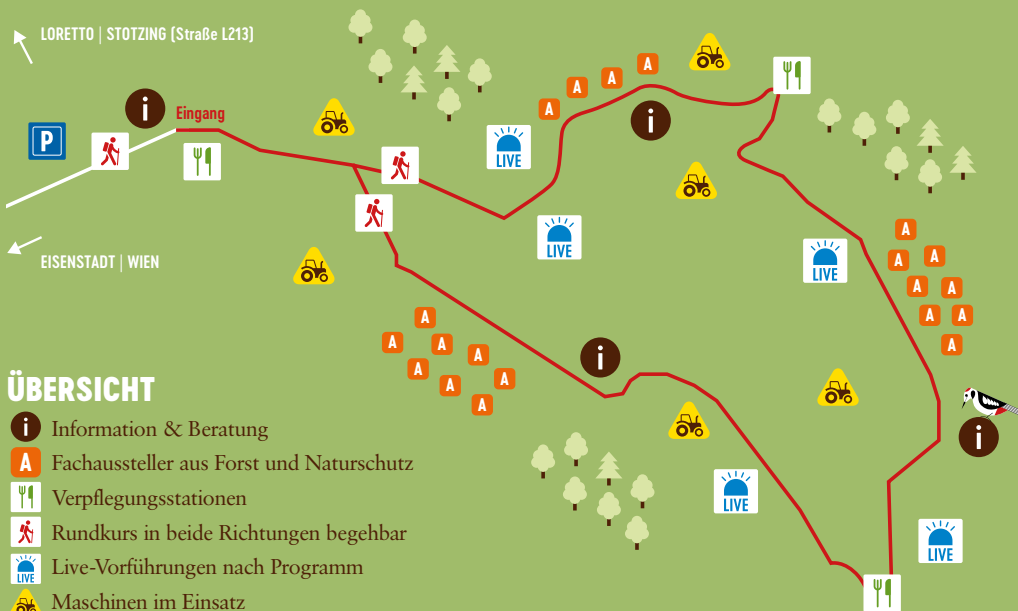 LORETTO | STOTZING (Straße L213)
i
Eingang
P
A A A A
LIVE
i
LIVE
LIVE
EISENSTADT | WIEN
A
A A
A A
A A
A
A
A A
A A
A A
A
i
i
LIVE
LIVE
ÜBERSICHT
i Information & Beratung
A Fachaussteller aus Forst und Naturschutz
Verpflegungsstationen
Rundkurs in beide Richtungen begehbar
LIVE Live-Vorführungen nach Programm
Maschinen im Einsatz